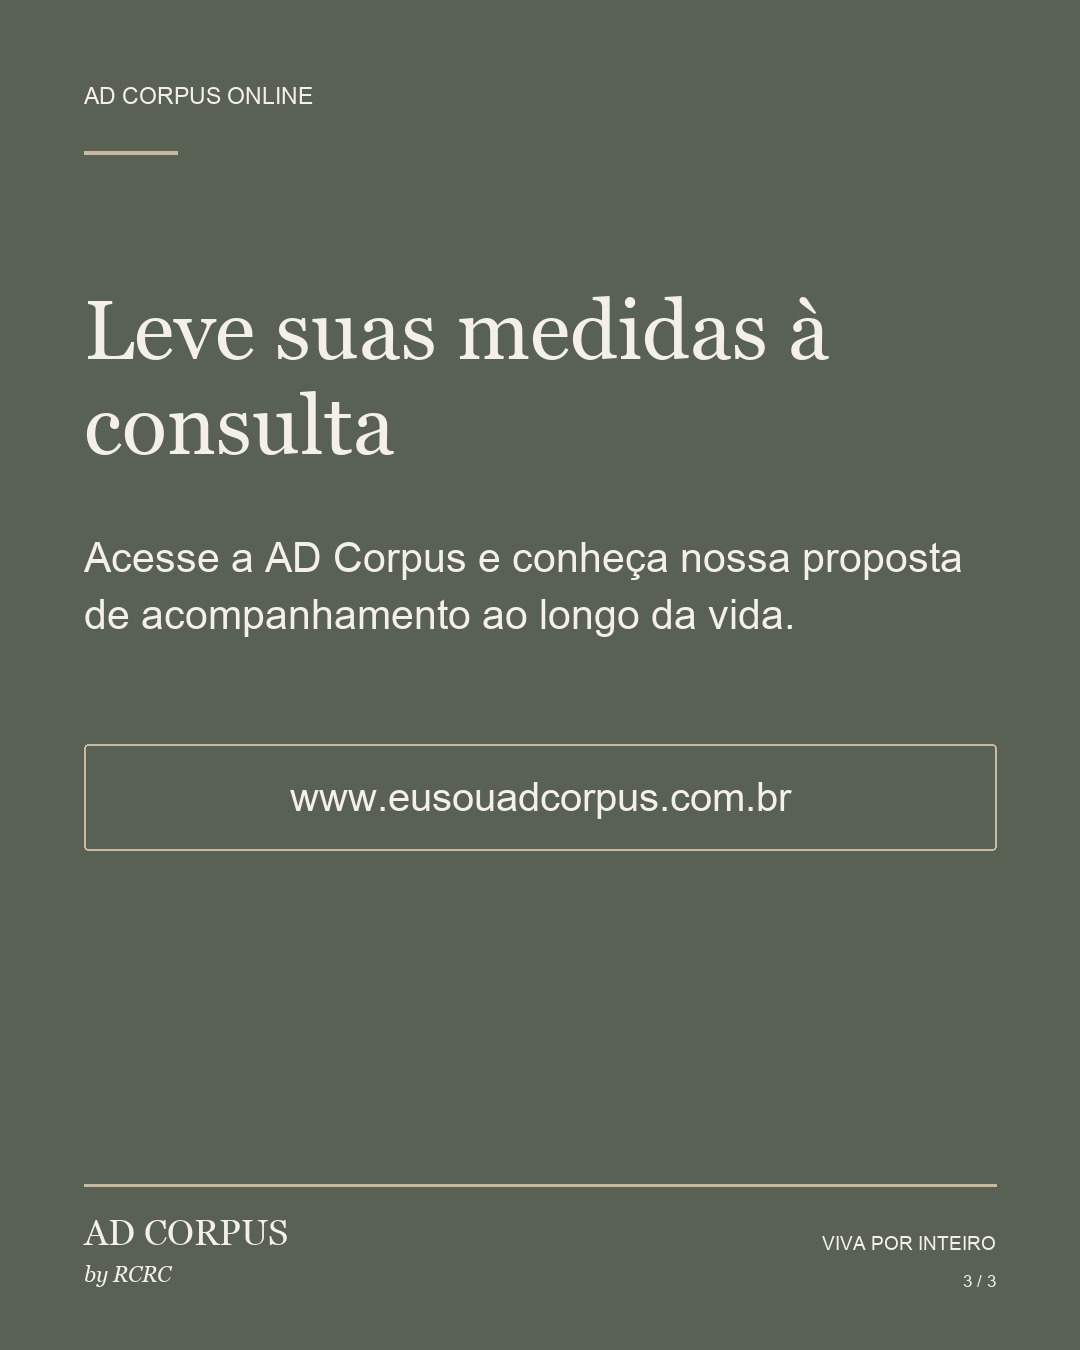 AD CORPUS ONLINE
Leve suas medidas à
consulta
Acesse a AD Corpus e conheça nossa proposta
de acompanhamento ao longo da vida.
www.eusouadcorpus.com.br
AD CORPUS
by RCRC
VIVA POR INTEIRO
3 / 3